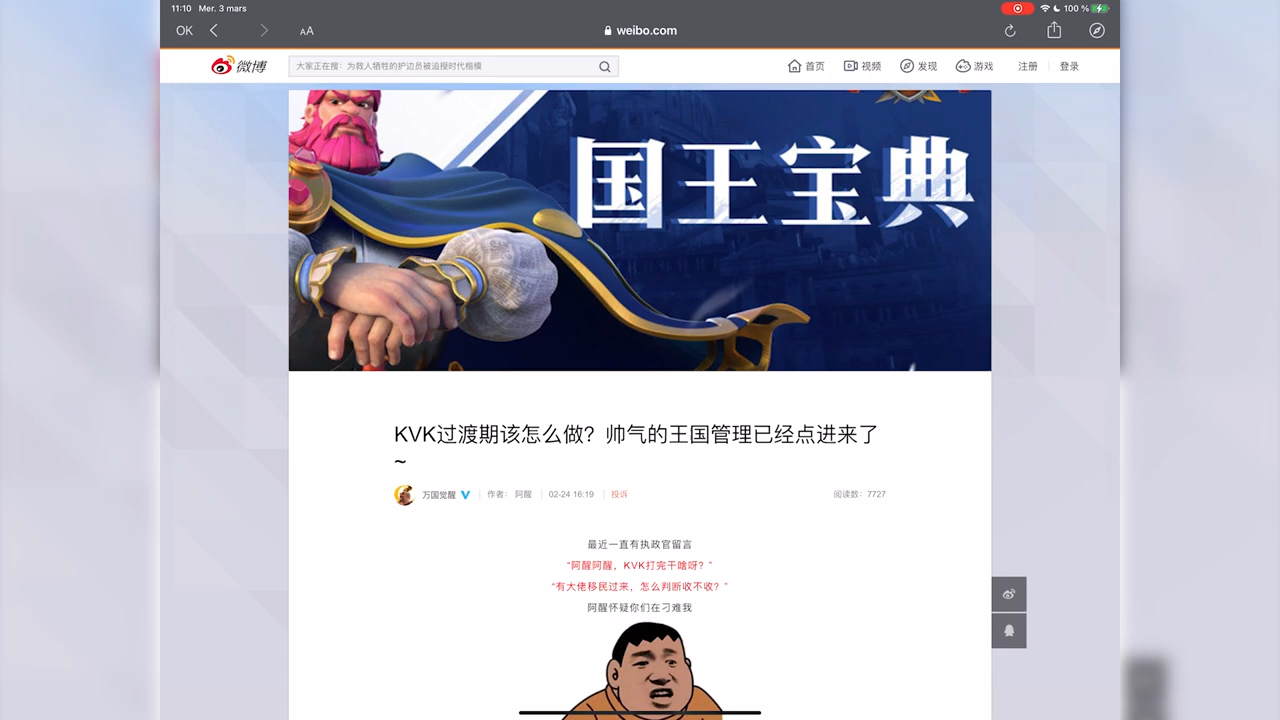 11:10 Mer. 3 mars
100 %
OK
AA
weibo.com
微博
大家正在搜：为救人牺牲的护边员被追授时代楷模
首页
视频
发现
游戏
注册
登录
国王宝典
KVK过渡期该怎么做？帅气的王国管理已经点进来了
~
万国觉醒
作者： 阿醒
02-24 16:19
投诉
阅读数：7727
最近一直有执政官留言
“阿醒阿醒，KVK打完干啥呀？”
“有大佬移民过来，怎么判断收不收？”
阿醒怀疑你们在刁难我